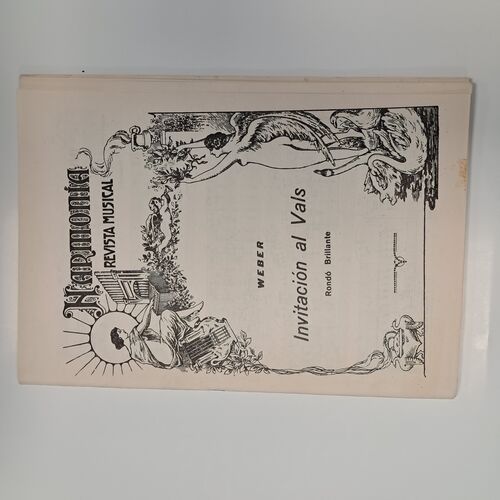 HARMONÍA
REVISTA MUSICAL
WEBER
Invitación al Vals
Rondó Brillante